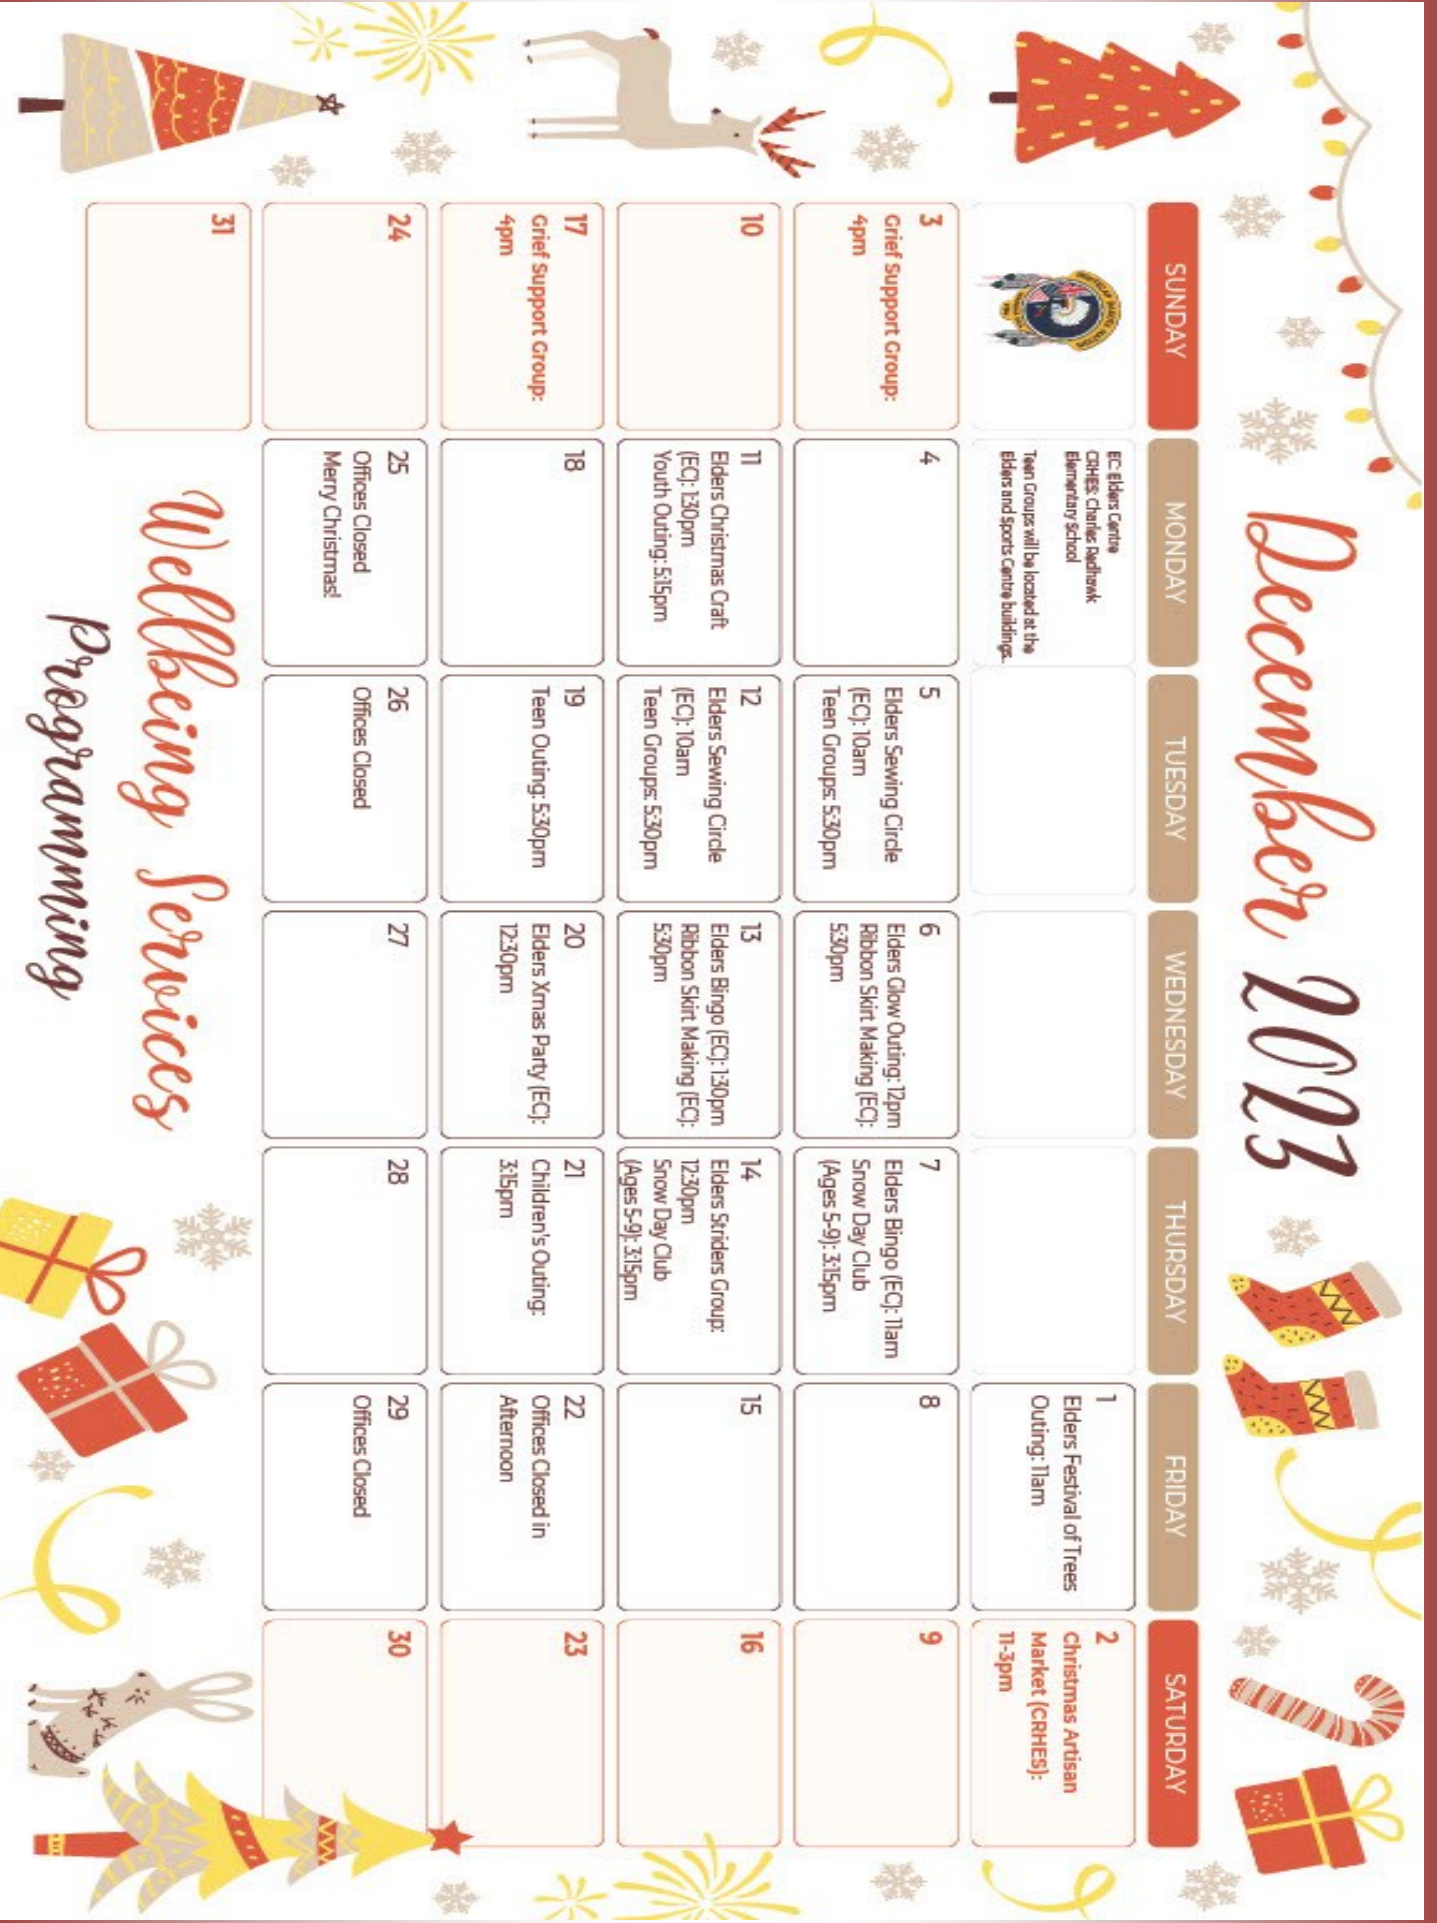 December 2023
SUNDAY
MONDAY
TUESDAY
WEDNESDAY
THURSDAY
FRIDAY
SATURDAY
EC: Elders Centre
CRHES: Charles Redhawk
Elementary School
Teen Groups will be located at the
Elders and Sports Centre buildings.
1
Elders Festival of Trees
Outing: 11am
2
Christmas Artisan
Market (CRHES):
11-3pm
3
Grief Support Group:
4pm
4
5
Elders Sewing Circle
(EC): 10am
Teen Groups: 5:30pm
6
Elders Glow Outing: 12pm
Ribbon Skirt Making (EC):
5:30pm
7
Elders Bingo (EC): 11am
Snow Day Club
(Ages 5-9): 3:15pm
8
9
10
11
Elders Christmas Craft
(EC): 1:30pm
Youth Outing: 5:15pm
12
Elders Sewing Circle
(EC): 10am
Teen Groups: 5:30pm
13
Elders Bingo (EC): 1:30pm
Ribbon Skirt Making (EC):
5:30pm
14
Elders Striders Group:
12:30pm
Snow Day Club
(Ages 5-9): 3:15pm
15
16
17
Grief Support Group:
4pm
18
19
Teen Outing: 5:30pm
20
Elders Xmas Party (EC):
12:30pm
21
Children's Outing:
3:15pm
22
Offices Closed in
Afternoon
23
24
25
Offices Closed
Merry Christmas!
26
Offices Closed
27
28
29
Offices Closed
30
31
Wellbeing Services
Programming